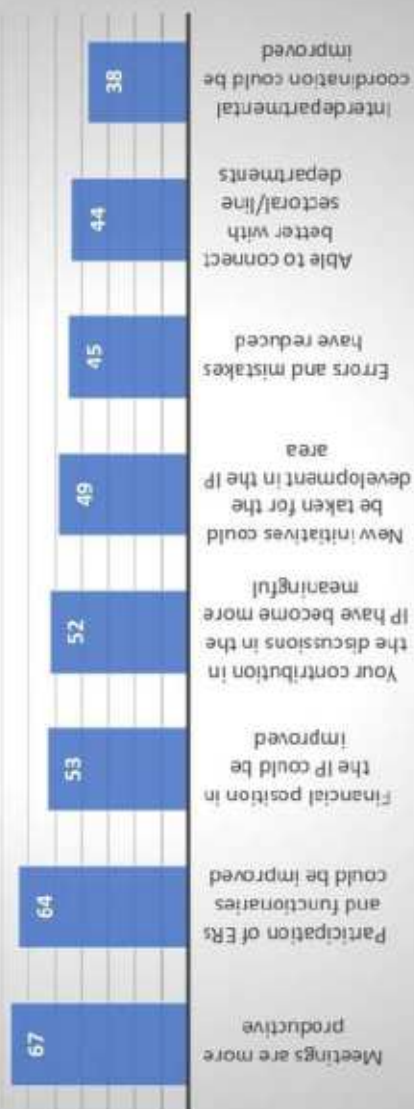 67
64
53
52
49
45
44
38
Meetings are more
productive
Participation of ERs
and functionaries
could be improved
Financial position in
the IP could be
improved
Your contribution in
the discussions in the
IP have become more
meaningful
New initiatives could
be taken for the
development in the IP
area
Errors and mistakes
have reduced
Able to connect
better with
sectoral/line
departments
Interdepartmental
coordination could be
improved